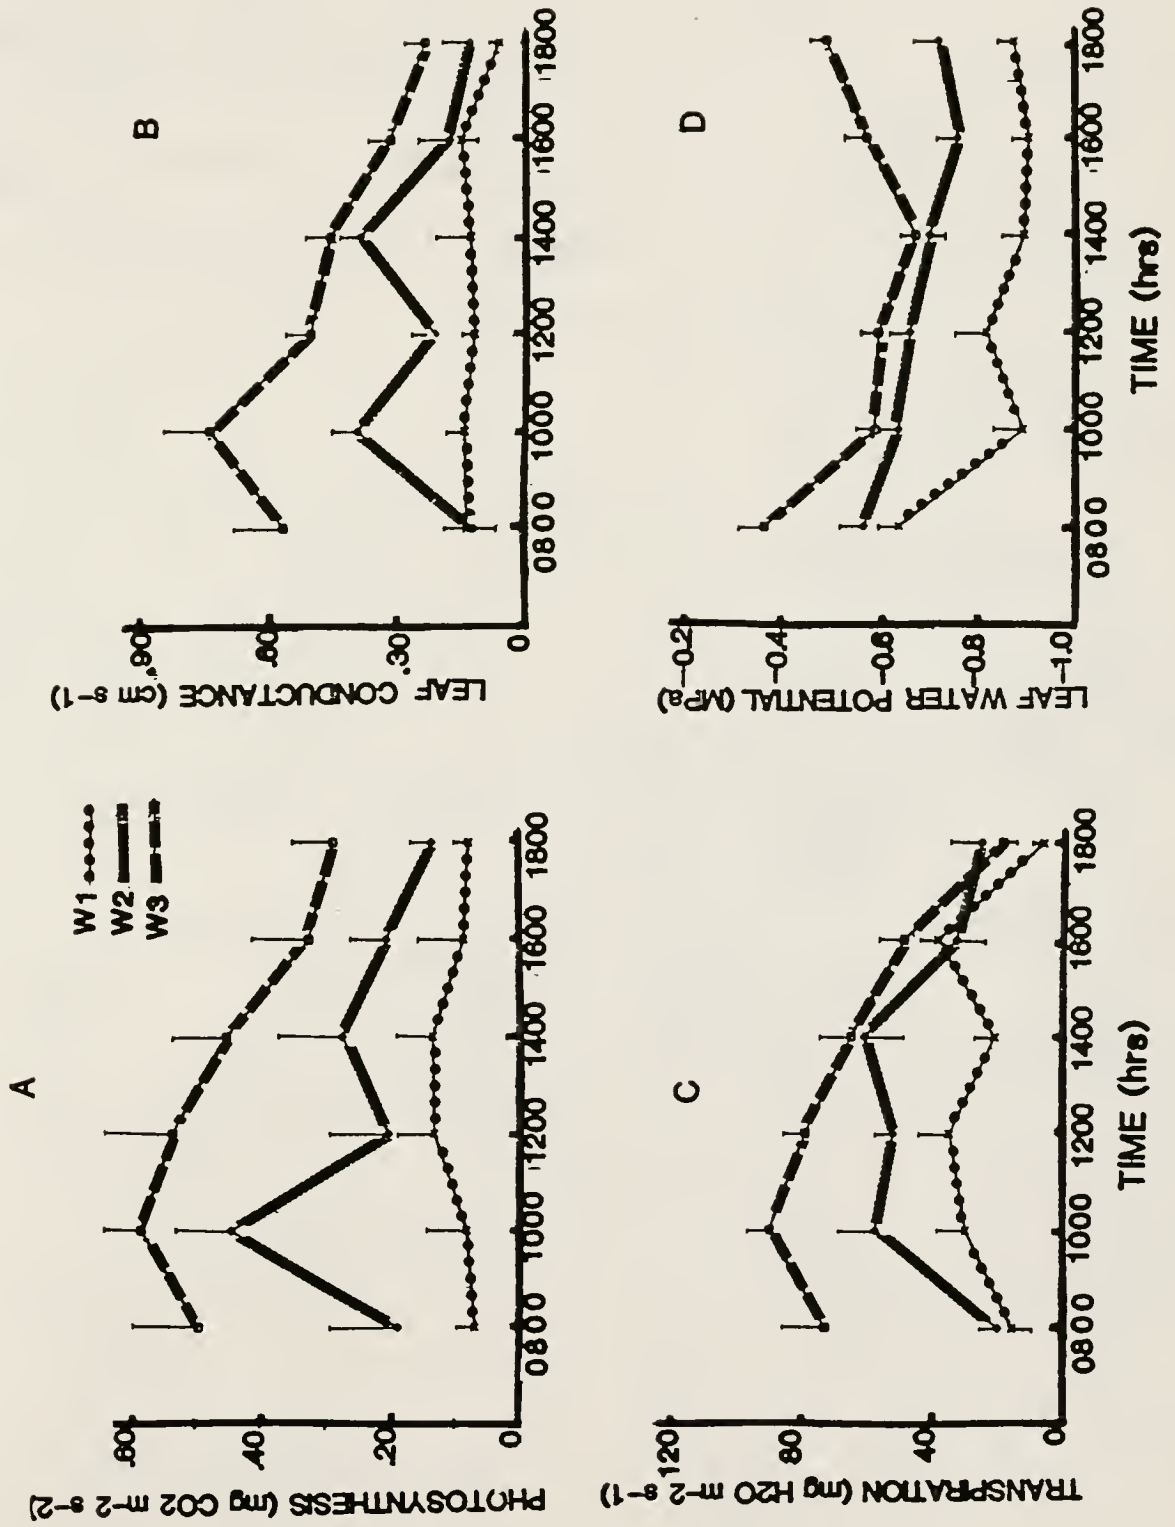 A
W1
W2
W3
PHOTOSYNTHESIS (mg CO2 m-2 s-2)
.60
.40
.20
0
0800 1000 1200 1400 1600 1800
B
LEAF CONDUCTANCE (cm s-1)
.90
.60
.30
0
0800 1000 1200 1400 1600 1800
C
TRANSPIRATION (mg H2O m-2 s-1)
120
80
40
0
0800 1000 1200 1400 1600 1800
TIME (hrs)
D
LEAF WATER POTENTIAL (MPa)
-0.2
-0.4
-0.6
-0.8
-1.0
0800 1000 1200 1400 1600 1800
TIME (hrs)